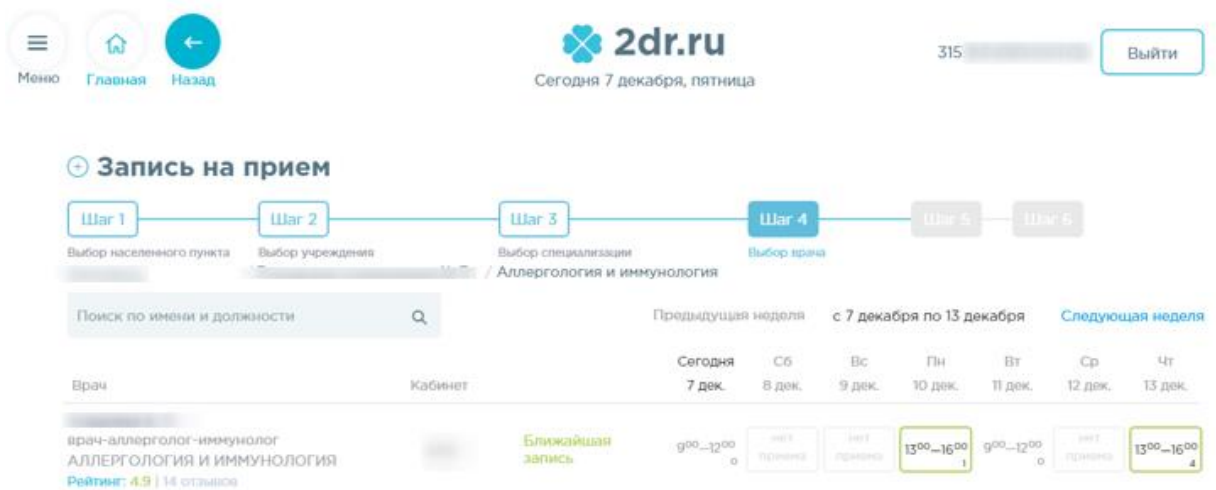 2dr.ru
315
Выйти
Меню
Главная
Назад
Сегодня 7 декабря, пятница
Запись на прием
Шаг 1
Шаг 2
Шаг 3
Шаг 4
Шаг 5
Шаг 6
Выбор населенного пункта
Выбор учреждения
Выбор специализации
Выбор врача
/ Аллергология и иммунология
Поиск по имени и должности
Предыдущая неделя
с 7 декабря по 13 декабря
Следующая неделя
Сегодня
Сб
Вс
Пн
Вт
Ср
Чт
Врач
Кабинет
7 дек.
8 дек.
9 дек.
10 дек.
11 дек.
12 дек.
13 дек.
врач-аллерголог-иммунолог
АЛЛЕРГОЛОГИЯ И ИММУНОЛОГИЯ
Рейтинг: 4.9 | 14 отзывов
Ближайшая
запись
9⁰⁰—12⁰⁰
0
нет
приема
нет
приема
13⁰⁰—16⁰⁰
1
9⁰⁰—12⁰⁰
0
нет
приема
13⁰⁰—16⁰⁰
4